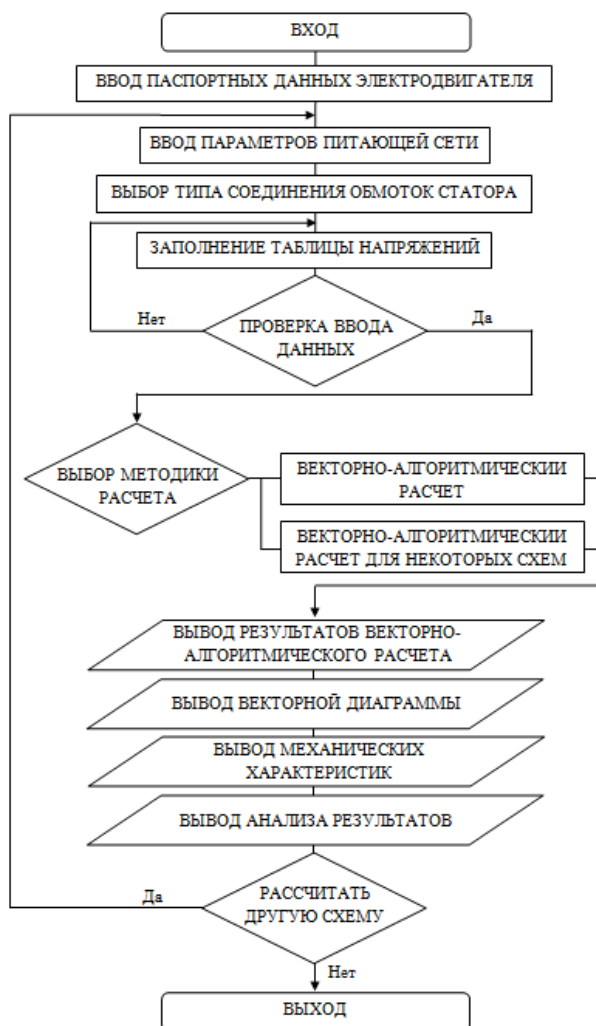 ВХОД
ВВОД ПАСПОРТНЫХ ДАННЫХ ЭЛЕКТРОДВИГАТЕЛЯ
ВВОД ПАРАМЕТРОВ ПИТАЮЩЕЙ СЕТИ
ВЫБОР ТИПА СОЕДИНЕНИЯ ОБМОТОК СТАТОРА
ЗАПОЛНЕНИЕ ТАБЛИЦЫ НАПРЯЖЕНИЙ
Нет
Да
ПРОВЕРКА ВВОДА
ДАННЫХ
ВЫБОР МЕТОДИКИ
РАСЧЕТА
ВЕКТОРНО-АЛГОРИТМИЧЕСКИЙ
РАСЧЕТ
ВЕКТОРНО-АЛГОРИТМИЧЕСКИЙ
РАСЧЕТ ДЛЯ НЕКОТОРЫХ СХЕМ
ВЫВОД РЕЗУЛЬТАТОВ ВЕКТОРНО-
АЛГОРИТМИЧЕСКОГО РАСЧЕТА
ВЫВОД ВЕКТОРНОЙ ДИАГРАММЫ
ВЫВОД МЕХАНИЧЕСКИХ
ХАРАКТЕРИСТИК
ВЫВОД АНАЛИЗА РЕЗУЛЬТАТОВ
Да
РАССЧИТАТЬ
ДРУГУЮ СХЕМУ
Нет
ВЫХОД